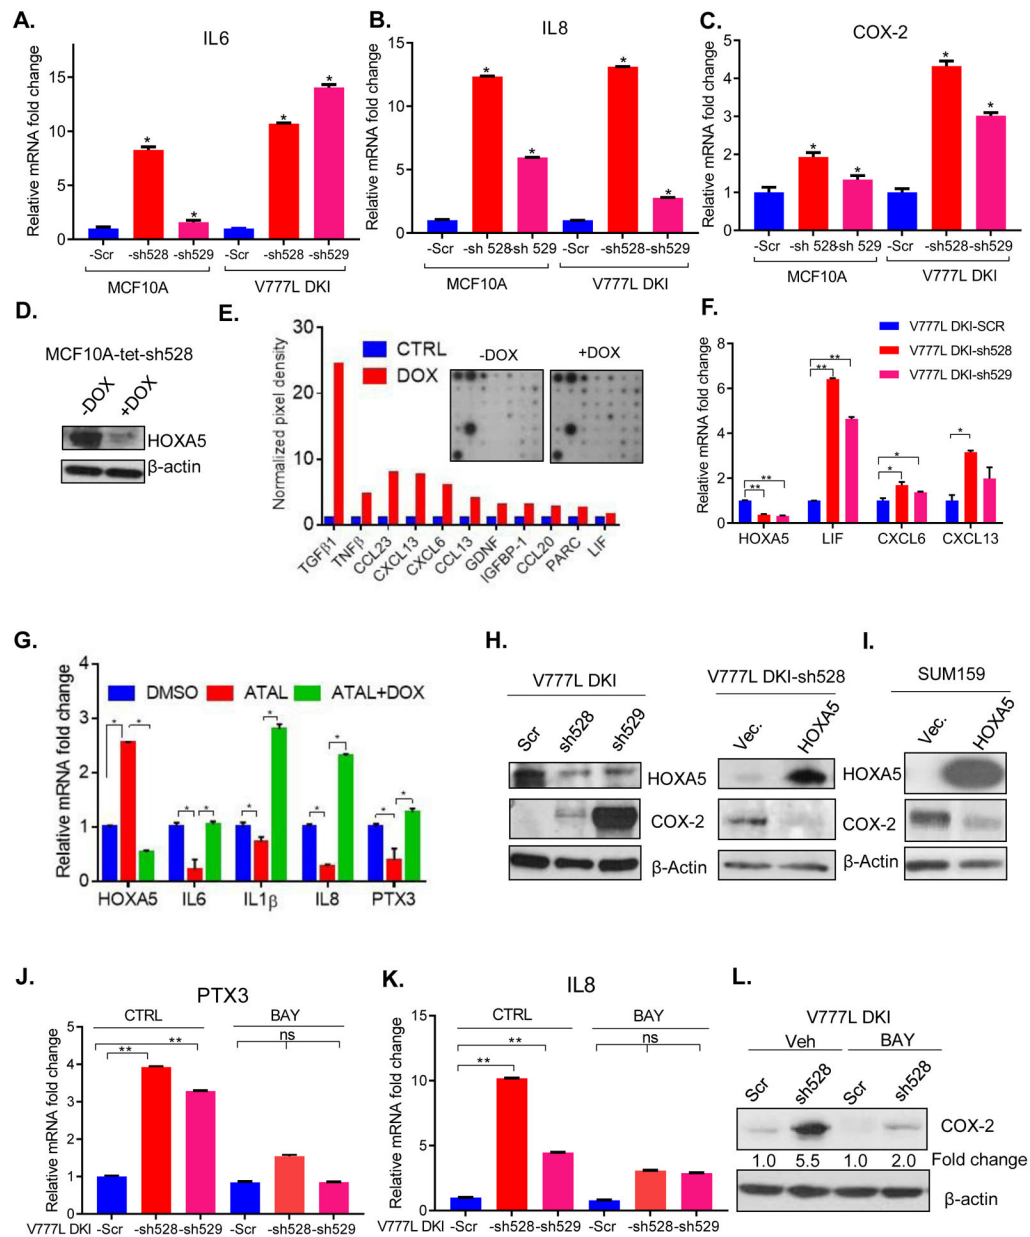 A.
IL6
Relative mRNA fold change
15
10
5
0
-Scr
-sh528
-sh529
-Scr
-sh528
-sh529
*
*
*
*
MCF10A
V777L DKI
B.
IL8
Relative mRNA fold change
15
10
5
0
-Scr
-sh 528
-sh 529
-Scr
-sh528
-sh529
*
*
*
*
MCF10A
V777L DKI
C.
COX-2
Relative mRNA fold change
5
4
3
2
1
0
-Scr
-sh 528
-sh 529
-Scr
-sh528
-sh529
*
*
*
*
MCF10A
V777L DKI
D.
MCF10A-tet-sh528
-DOX
+DOX
HOXA5
β-actin
E.
Normalized pixel density
30
20
10
0
CTRL
DOX
-DOX
+DOX
TGFβ1
TNFβ
CCL23
CXCL13
CXCL6
CCL13
GDNF
IGFBP-1
CCL20
PARC
LIF
F.
V777L DKI-SCR
V777L DKI-sh528
V777L DKI-sh529
Relative mRNA fold change
8
6
4
2
0
**
**
**
**
*
*
*
HOXA5
LIF
CXCL6
CXCL13
G.
Relative mRNA fold change
4
3
2
1
0
DMSO
ATAL
ATAL+DOX
*
*
*
*
*
*
*
*
*
*
HOXA5
IL6
IL1β
IL8
PTX3
H.
V777L DKI
Scr
sh528
sh529
HOXA5
COX-2
β-Actin
V777L DKI-sh528
Vec.
HOXA5
I.
SUM159
Vec.
HOXA5
HOXA5
COX-2
β-Actin
J.
PTX3
CTRL
BAY
**
**
ns
Relative mRNA fold change
5
4
3
2
1
0
V777L DKI
-Scr
-sh528
-sh529
-Scr
-sh528
-sh529
K.
IL8
CTRL
BAY
**
**
ns
Relative mRNA fold change
15
10
5
0
V777L DKI
-Scr
-sh528
-sh529
-Scr
-sh528
-sh529
L.
V777L DKI
Veh
BAY
Scr
sh528
Scr
sh528
COX-2
1.0 5.5 1.0 2.0 Fold change
β-actin